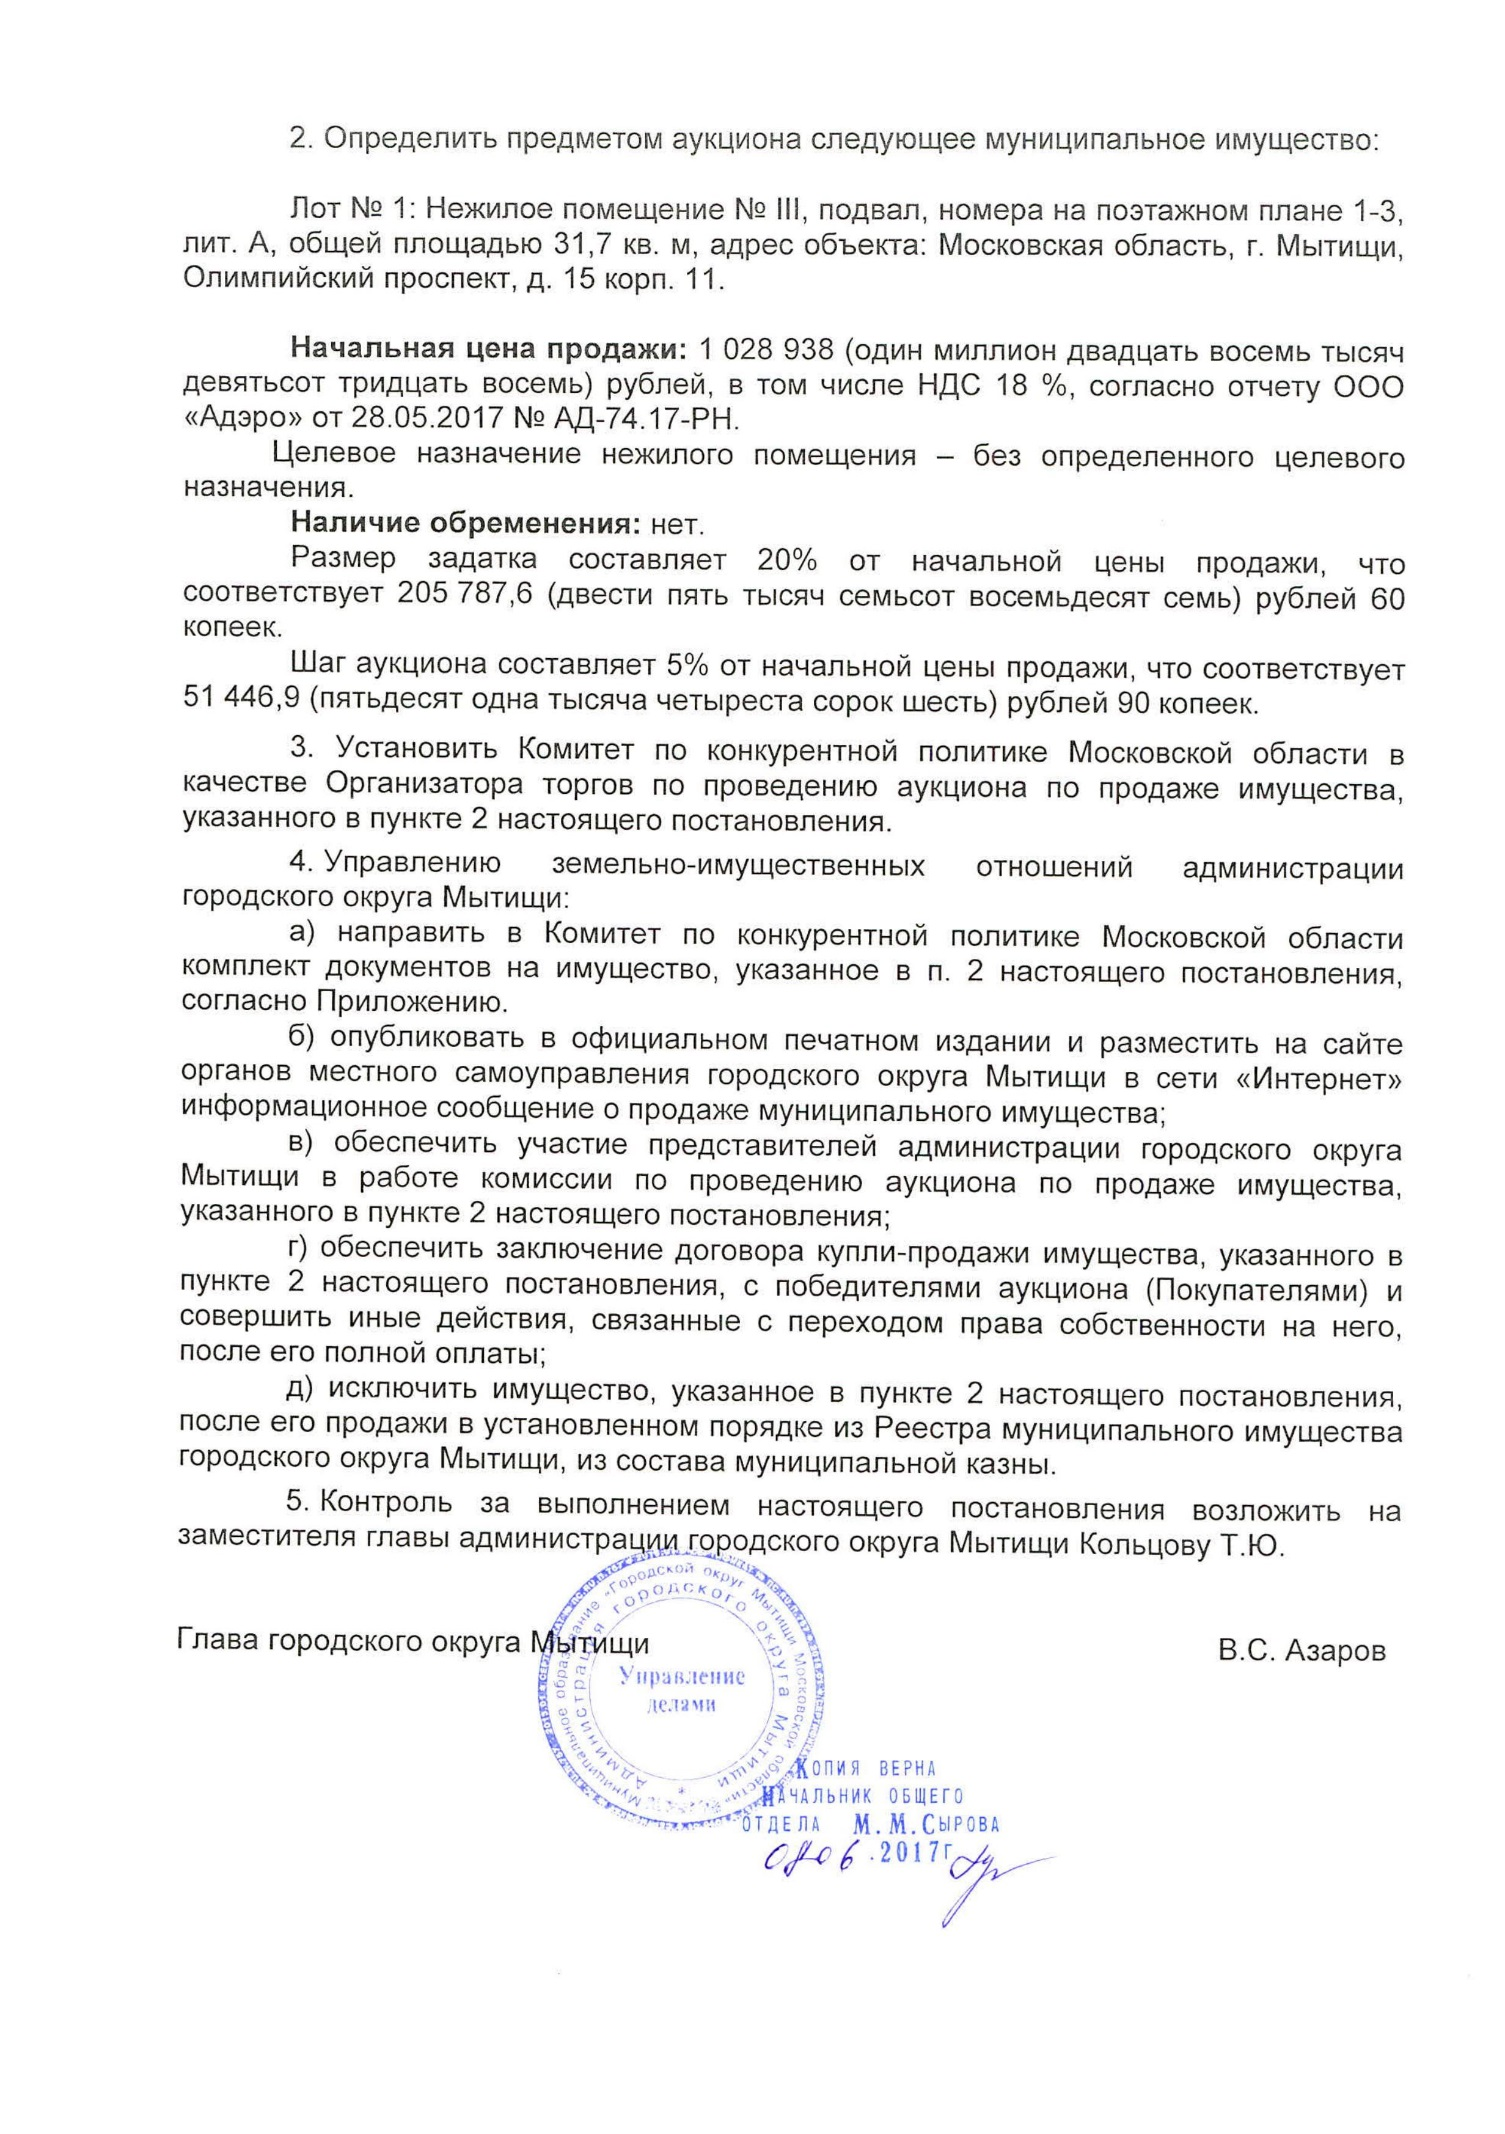 2. Определить предметом аукциона следующее муниципальное имущество:
Лот № 1: Нежилое помещение № III, подвал, номера на поэтажном плане 1-3,
лит. А, общей площадью 31,7 кв. м, адрес объекта: Московская область, г. Мытищи,
Олимпийский проспект, д. 15 корп. 11.
Начальная цена продажи: 1 028 938 (один миллион двадцать восемь тысяч
девятьсот тридцать восемь) рублей, в том числе НДС 18 %, согласно отчету ООО
«Адэро» от 28.05.2017 № АД-74.17-РН.
Целевое назначение нежилого помещения – без определенного целевого
назначения.
Наличие обременения: нет.
Размер задатка составляет 20% от начальной цены продажи, что
соответствует 205 787,6 (двести пять тысяч семьсот восемьдесят семь) рублей 60
копеек.
Шаг аукциона составляет 5% от начальной цены продажи, что соответствует
51 446,9 (пятьдесят одна тысяча четыреста сорок шесть) рублей 90 копеек.
3. Установить Комитет по конкурентной политике Московской области в
качестве Организатора торгов по проведению аукциона по продаже имущества,
указанного в пункте 2 настоящего постановления.
4. Управлению земельно-имущественных отношений администрации
городского округа Мытищи:
а) направить в Комитет по конкурентной политике Московской области
комплект документов на имущество, указанное в п. 2 настоящего постановления,
согласно Приложению.
б) опубликовать в официальном печатном издании и разместить на сайте
органов местного самоуправления городского округа Мытищи в сети «Интернет»
информационное сообщение о продаже муниципального имущества;
в) обеспечить участие представителей администрации городского округа
Мытищи в работе комиссии по проведению аукциона по продаже имущества,
указанного в пункте 2 настоящего постановления;
г) обеспечить заключение договора купли-продажи имущества, указанного в
пункте 2 настоящего постановления, с победителями аукциона (Покупателями) и
совершить иные действия, связанные с переходом права собственности на него,
после его полной оплаты;
д) исключить имущество, указанное в пункте 2 настоящего постановления,
после его продажи в установленном порядке из Реестра муниципального имущества
городского округа Мытищи, из состава муниципальной казны.
5. Контроль за выполнением настоящего постановления возложить на
заместителя главы администрации городского округа Мытищи Кольцову Т.Ю.
Глава городского округа Мытищи В.С. Азаров
Муниципальное образование «Городской округ Мытищи Московской области»
Администрация городского округа Мытищи
Управление
делами
КОПИЯ ВЕРНА
НАЧАЛЬНИК ОБЩЕГО
ОТДЕЛА М.М.СЫРОВА
06 .2017г